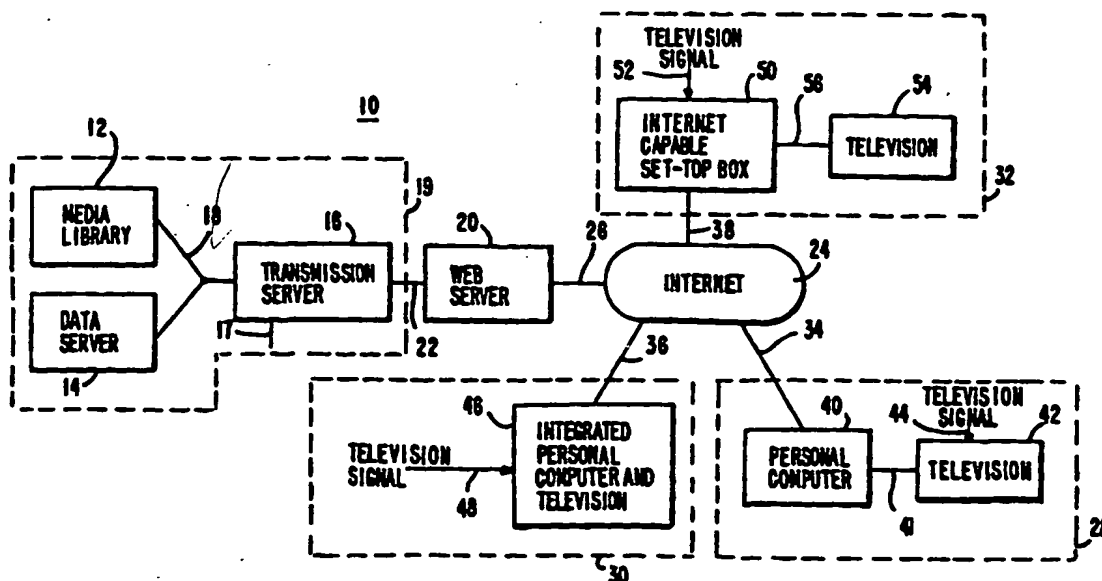 10
TELEVISION
SIGNAL
52
50
56
54
INTERNET
CAPABLE
SET-TOP BOX
TELEVISION
32
38
12
MEDIA
LIBRARY
18
19
16
TRANSMISSION
SERVER
17
DATA
SERVER
14
20
WEB
SERVER
22
26
INTERNET
24
36
34
46
TELEVISION
SIGNAL
48
INTEGRATED
PERSONAL
COMPUTER AND
TELEVISION
30
TELEVISION
SIGNAL
44
40
42
PERSONAL
COMPUTER
TELEVISION
41